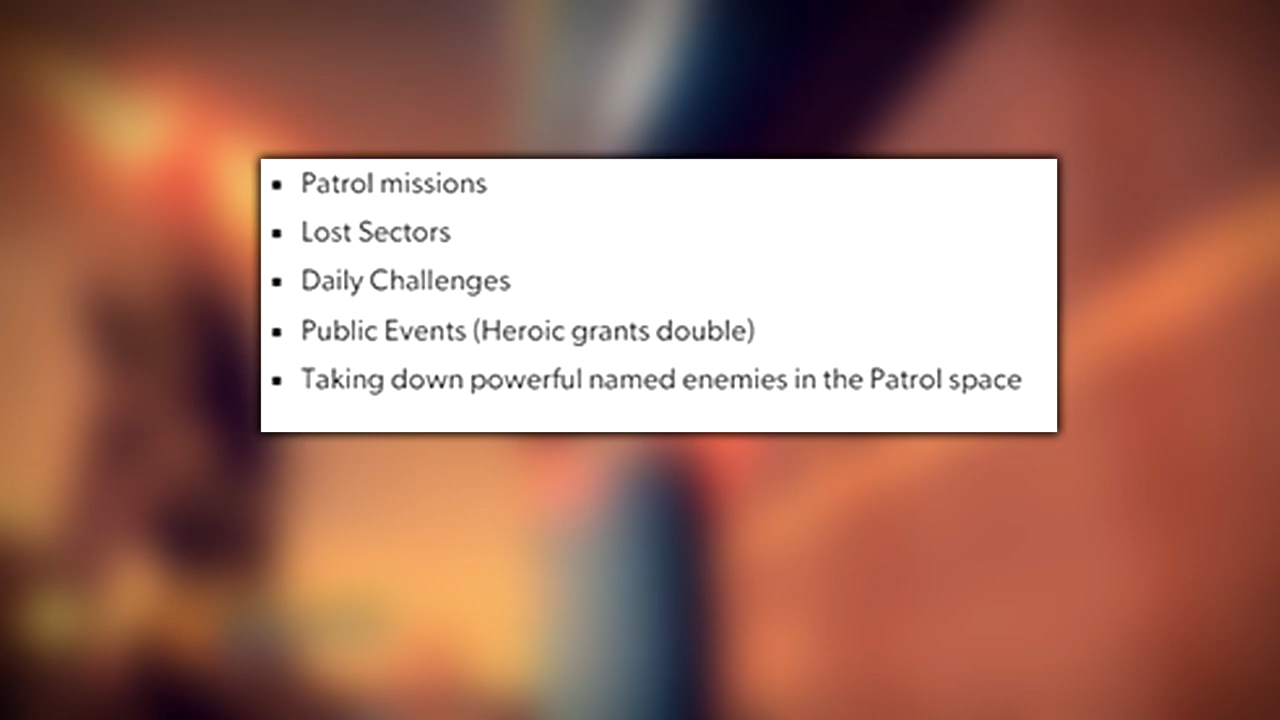 ▪ Patrol missions
▪ Lost Sectors
▪ Daily Challenges
▪ Public Events (Heroic grants double)
▪ Taking down powerful named enemies in the Patrol space